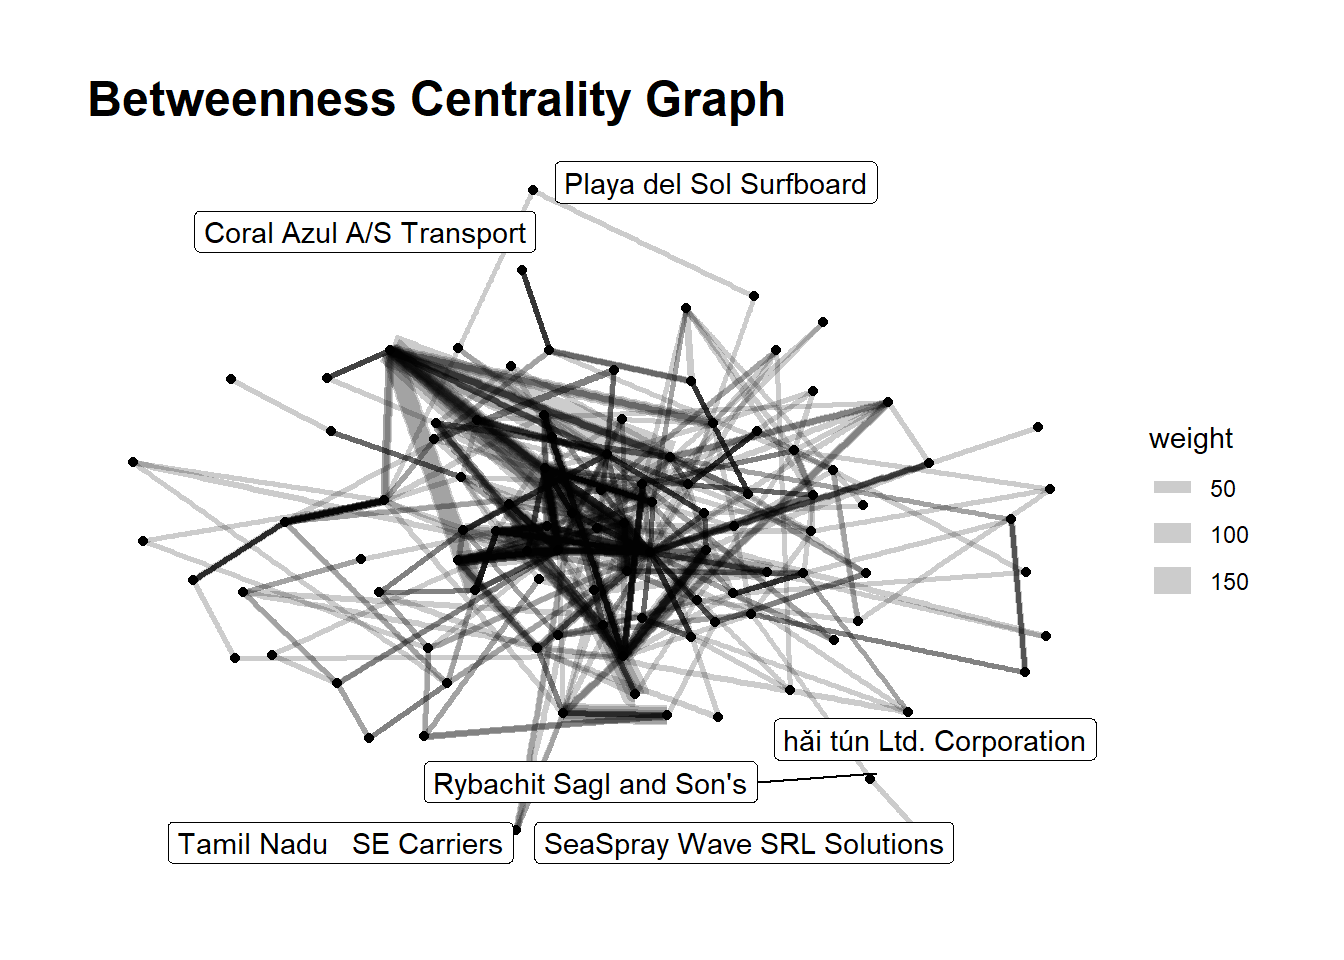 Betweenness Centrality Graph
Playa del Sol Surfboard
Coral Azul A/S Transport
weight
50
100
150
hǎi tún Ltd. Corporation
Rybachit Sagl and Son's
Tamil Nadu   SE Carriers
SeaSpray Wave SRL Solutions